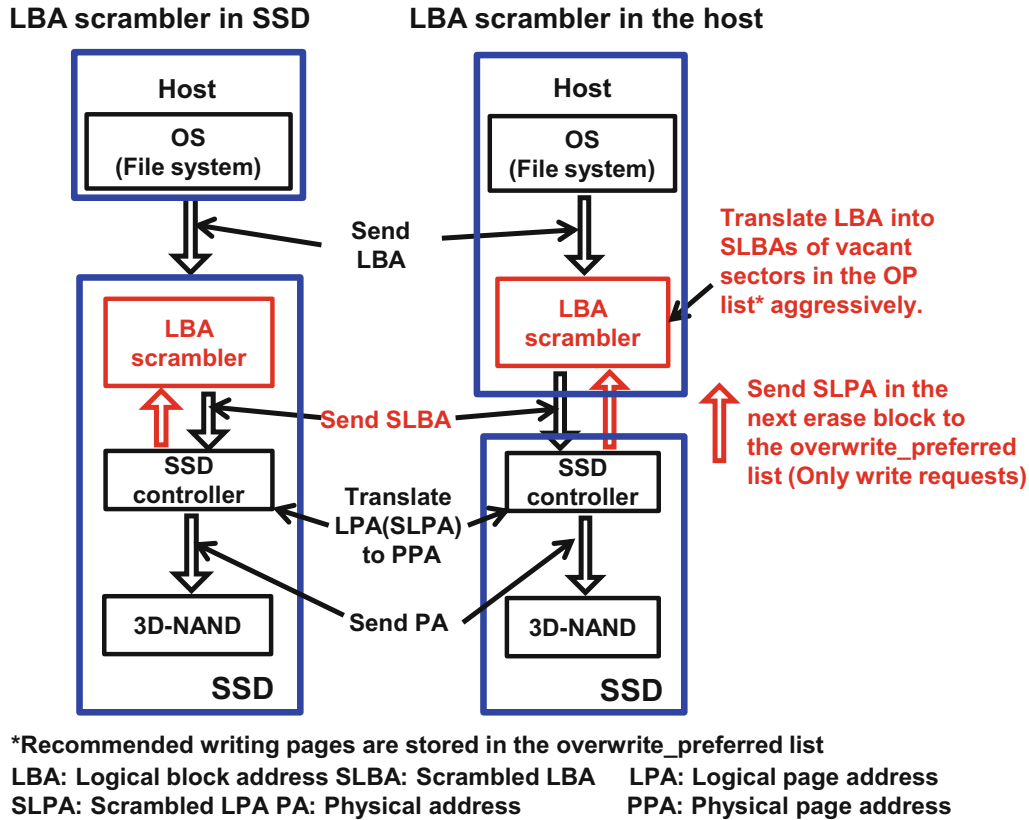 LBA scrambler in SSD
LBA scrambler in the host
Host
OS
(File system)
Host
OS
(File system)
Send
LBA
Translate LBA into
SLBAs of vacant
sectors in the OP
list* aggressively.
LBA
scrambler
LBA
scrambler
Send SLBA
Send SLPA in the
next erase block to
the overwrite_preferred
list (Only write requests)
SSD
controller
SSD
controller
Translate
LPA(SLPA)
to PPA
3D-NAND
Send PA
3D-NAND
SSD
SSD
*Recommended writing pages are stored in the overwrite_preferred list
LBA: Logical block address SLBA: Scrambled LBA LPA: Logical page address
SLPA: Scrambled LPA PA: Physical address PPA: Physical page address